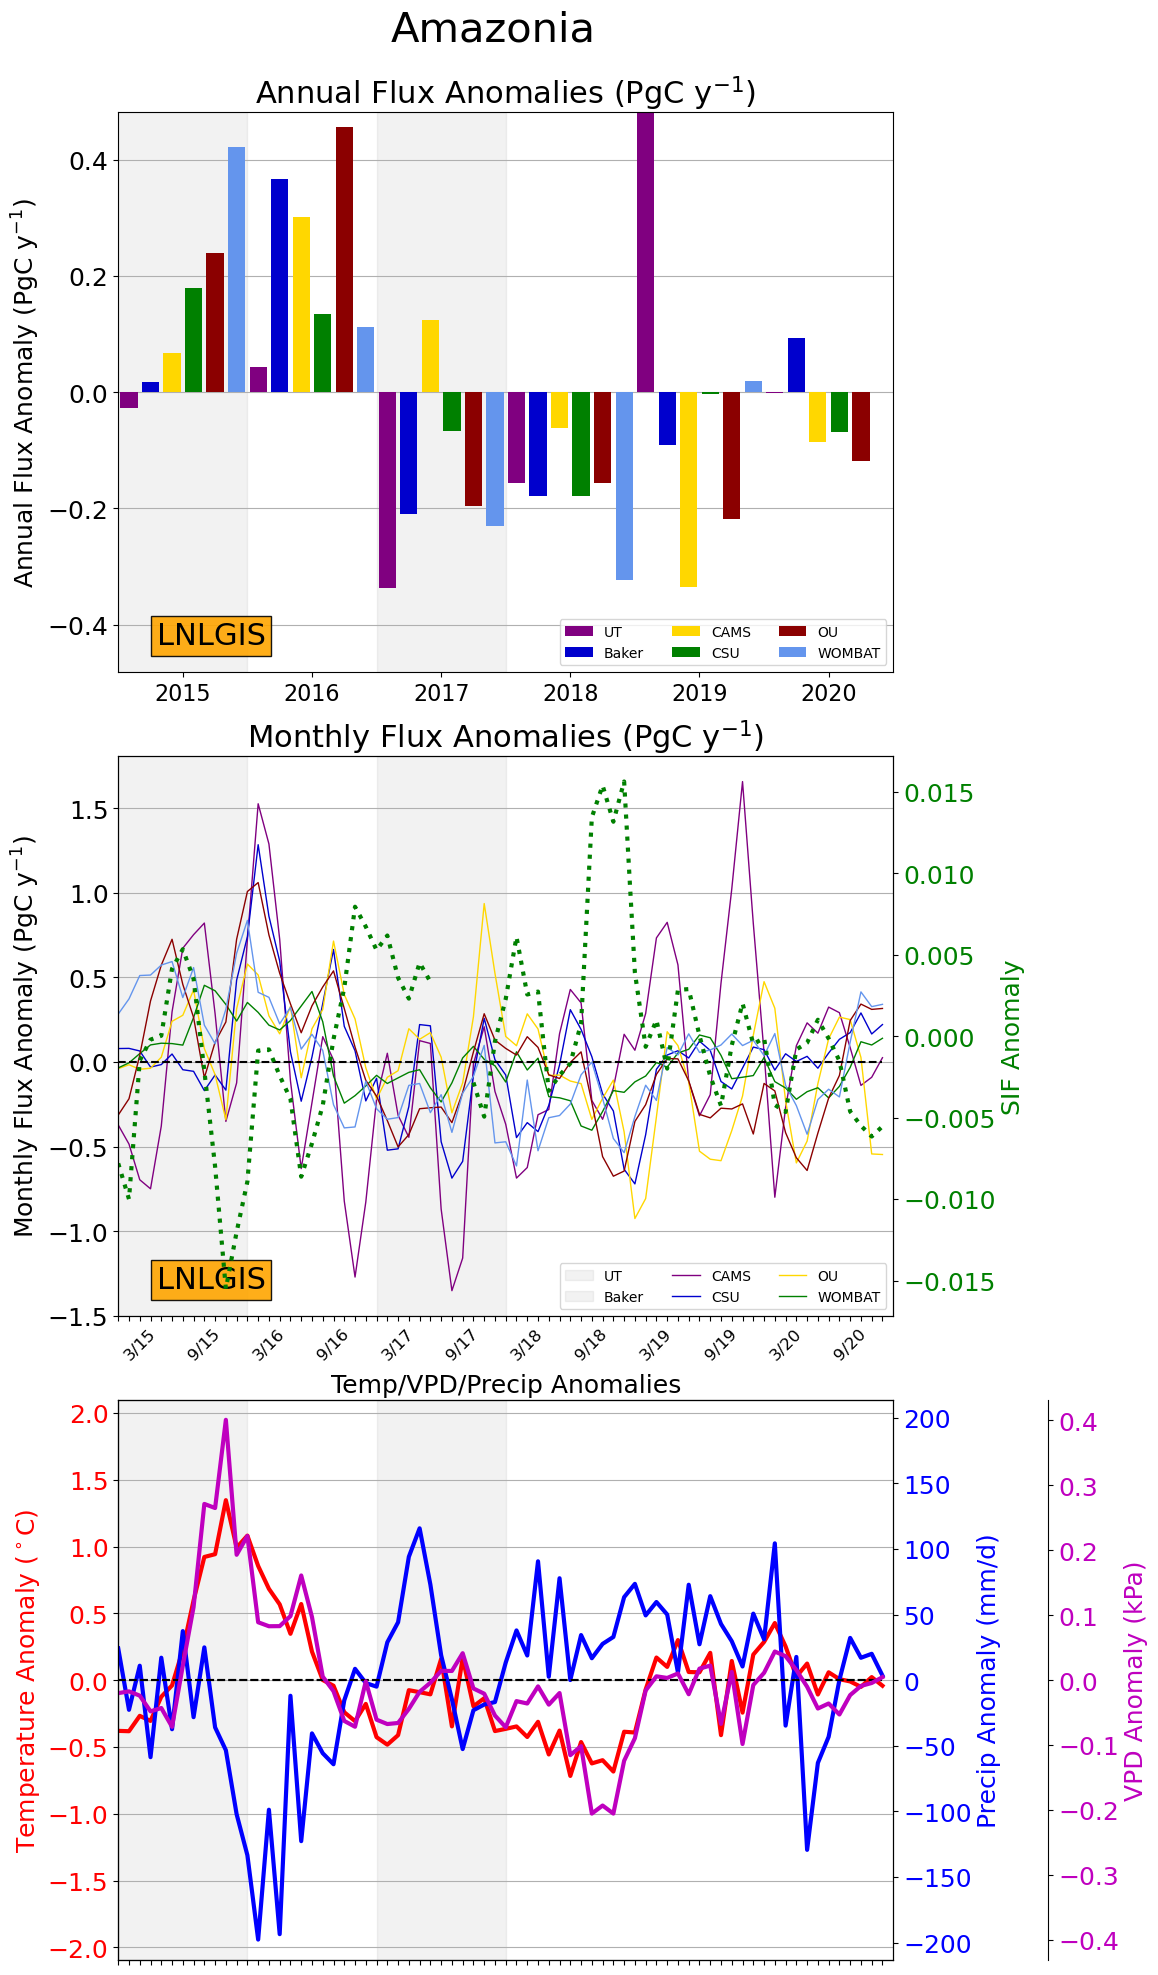 Amazonia
Annual Flux Anomalies (PgC y⁻¹)
Annual Flux Anomaly (PgC y⁻¹)
0.4
0.2
0.0
−0.2
−0.4
LNLGIS
UT CAMS OU
Baker CSU WOMBAT
2015 2016 2017 2018 2019 2020
Monthly Flux Anomalies (PgC y⁻¹)
Monthly Flux Anomaly (PgC y⁻¹)
1.5
1.0
0.5
0.0
−0.5
−1.0
−1.5
0.015
0.010
0.005
0.000
−0.005
−0.010
−0.015
SIF Anomaly
LNLGIS
UT CAMS OU
Baker CSU WOMBAT
3/15 9/15 3/16 9/16 3/17 9/17 3/18 9/18 3/19 9/19 3/20 9/20
Temp/VPD/Precip Anomalies
Temperature Anomaly (°C)
2.0
1.5
1.0
0.5
0.0
−0.5
−1.0
−1.5
−2.0
200
150
100
50
0
−50
−100
−150
−200
Precip Anomaly (mm/d)
0.4
0.3
0.2
0.1
0.0
−0.1
−0.2
−0.3
−0.4
VPD Anomaly (kPa)